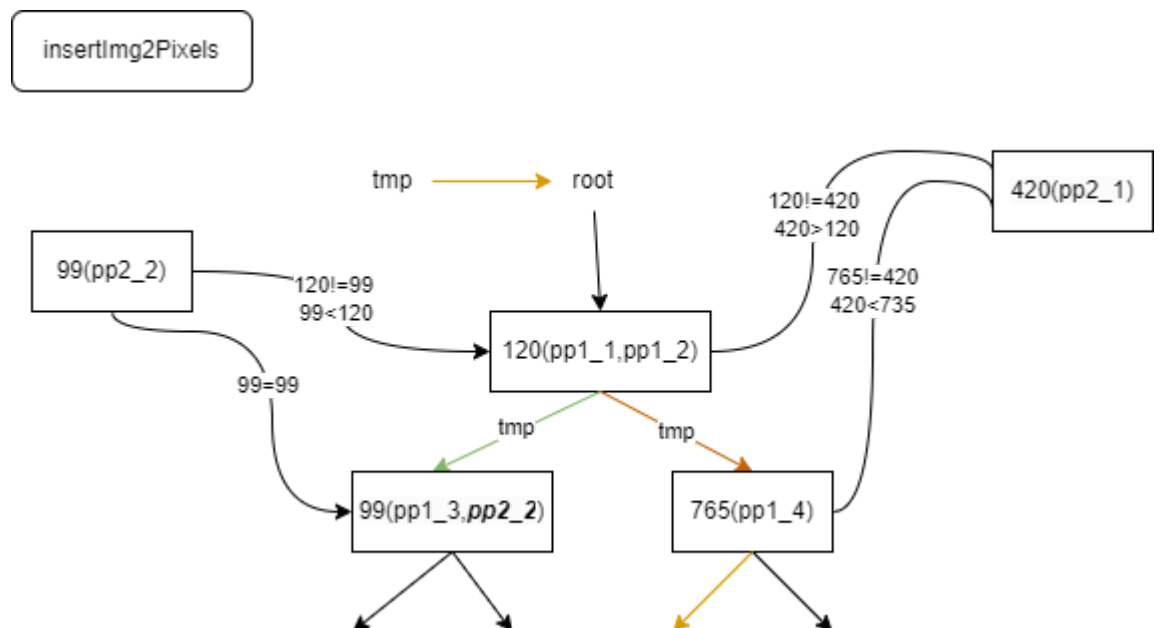 insertImg2Pixels
tmp
root
420(pp2_1)
120!=420
420>120
99(pp2_2)
120!=99
99<120
765!=420
420<735
120(pp1_1,pp1_2)
99=99
tmp
tmp
99(pp1_3,pp2_2)
765(pp1_4)